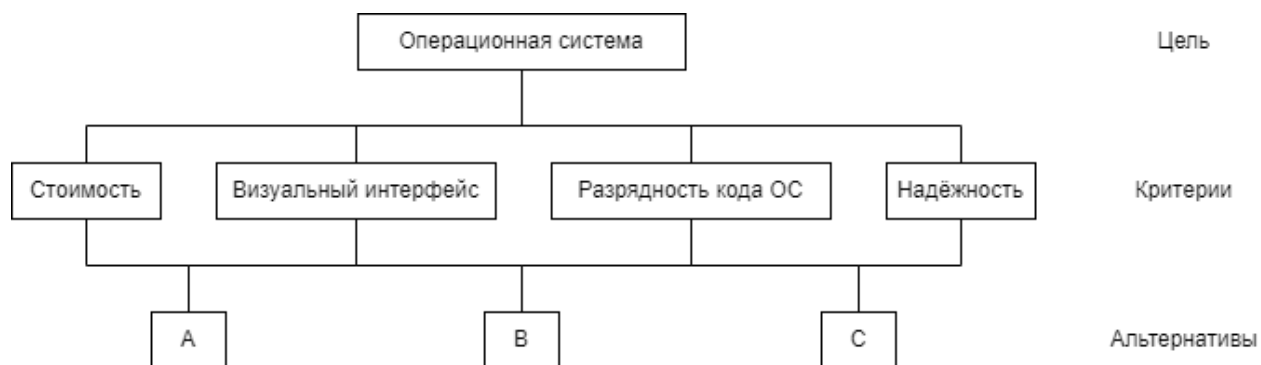 Операционная система
Цель
Стоимость
Визуальный интерфейс
Разрядность кода ОС
Надёжность
Критерии
A
B
C
Альтернативы